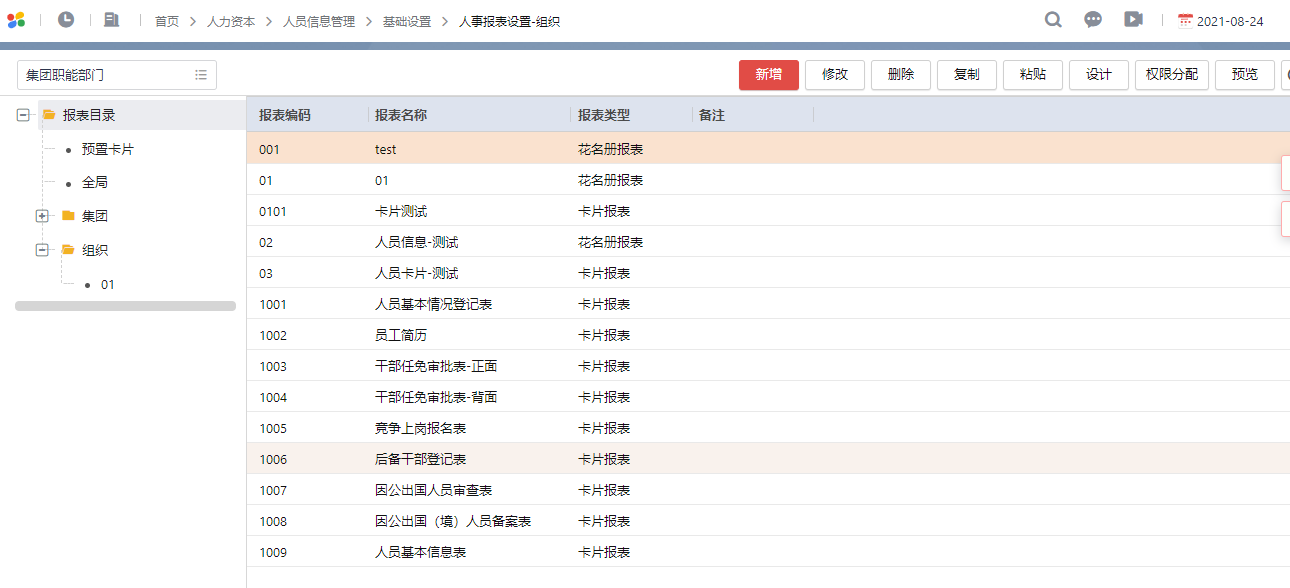 首页 人力资本 人员信息管理 基础设置 人事报表设置-组织 2021-08-24
集团职能部门 新增 修改 删除 复制 粘贴 设计 权限分配 预览
报表目录
预置卡片
全局
集团
组织
01
报表编码 报表名称 报表类型 备注
001 test 花名册报表
01 01 花名册报表
0101 卡片测试 卡片报表
02 人员信息-测试 花名册报表
03 人员卡片-测试 卡片报表
1001 人员基本情况登记表 卡片报表
1002 员工简历 卡片报表
1003 干部任免审批表-正面 卡片报表
1004 干部任免审批表-背面 卡片报表
1005 竞争上岗报名表 卡片报表
1006 后备干部登记表 卡片报表
1007 因公出国人员审查表 卡片报表
1008 因公出国（境）人员备案表 卡片报表
1009 人员基本信息表 卡片报表